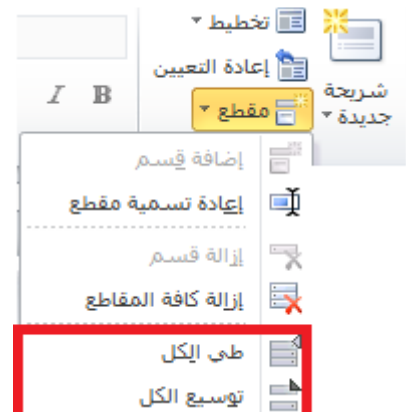 شريحة
جديدة
تخطيط
إعادة التعيين
مقطع
B I
إضافة قسم
إعادة تسمية مقطع
إزالة قسم
إزالة كافة المقاطع
طي الكل
توسيع الكل